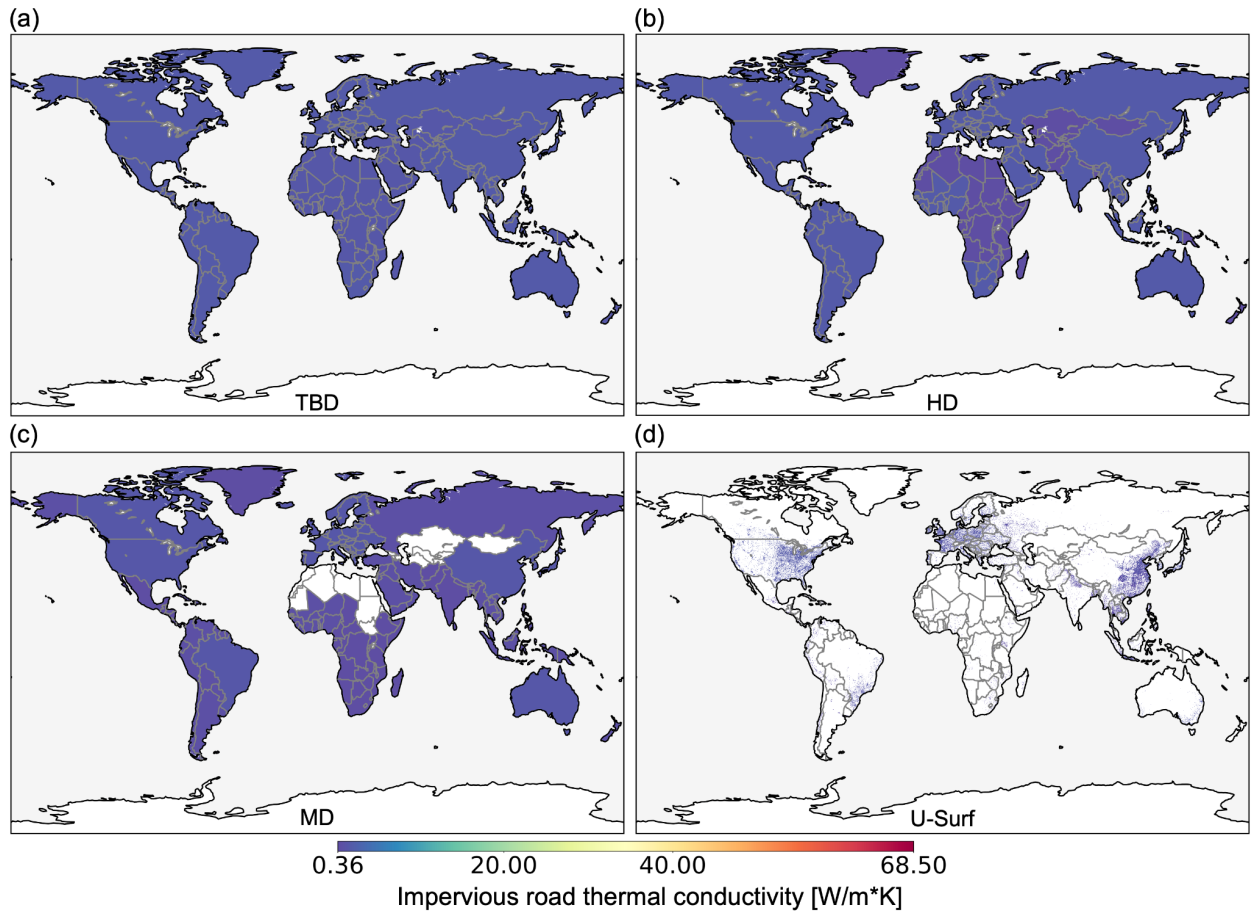 (a) (b)
TBD HD
(c) (d)
MD U-Surf
0.36 20.00 40.00 68.50
Impervious road thermal conductivity [W/m*K]